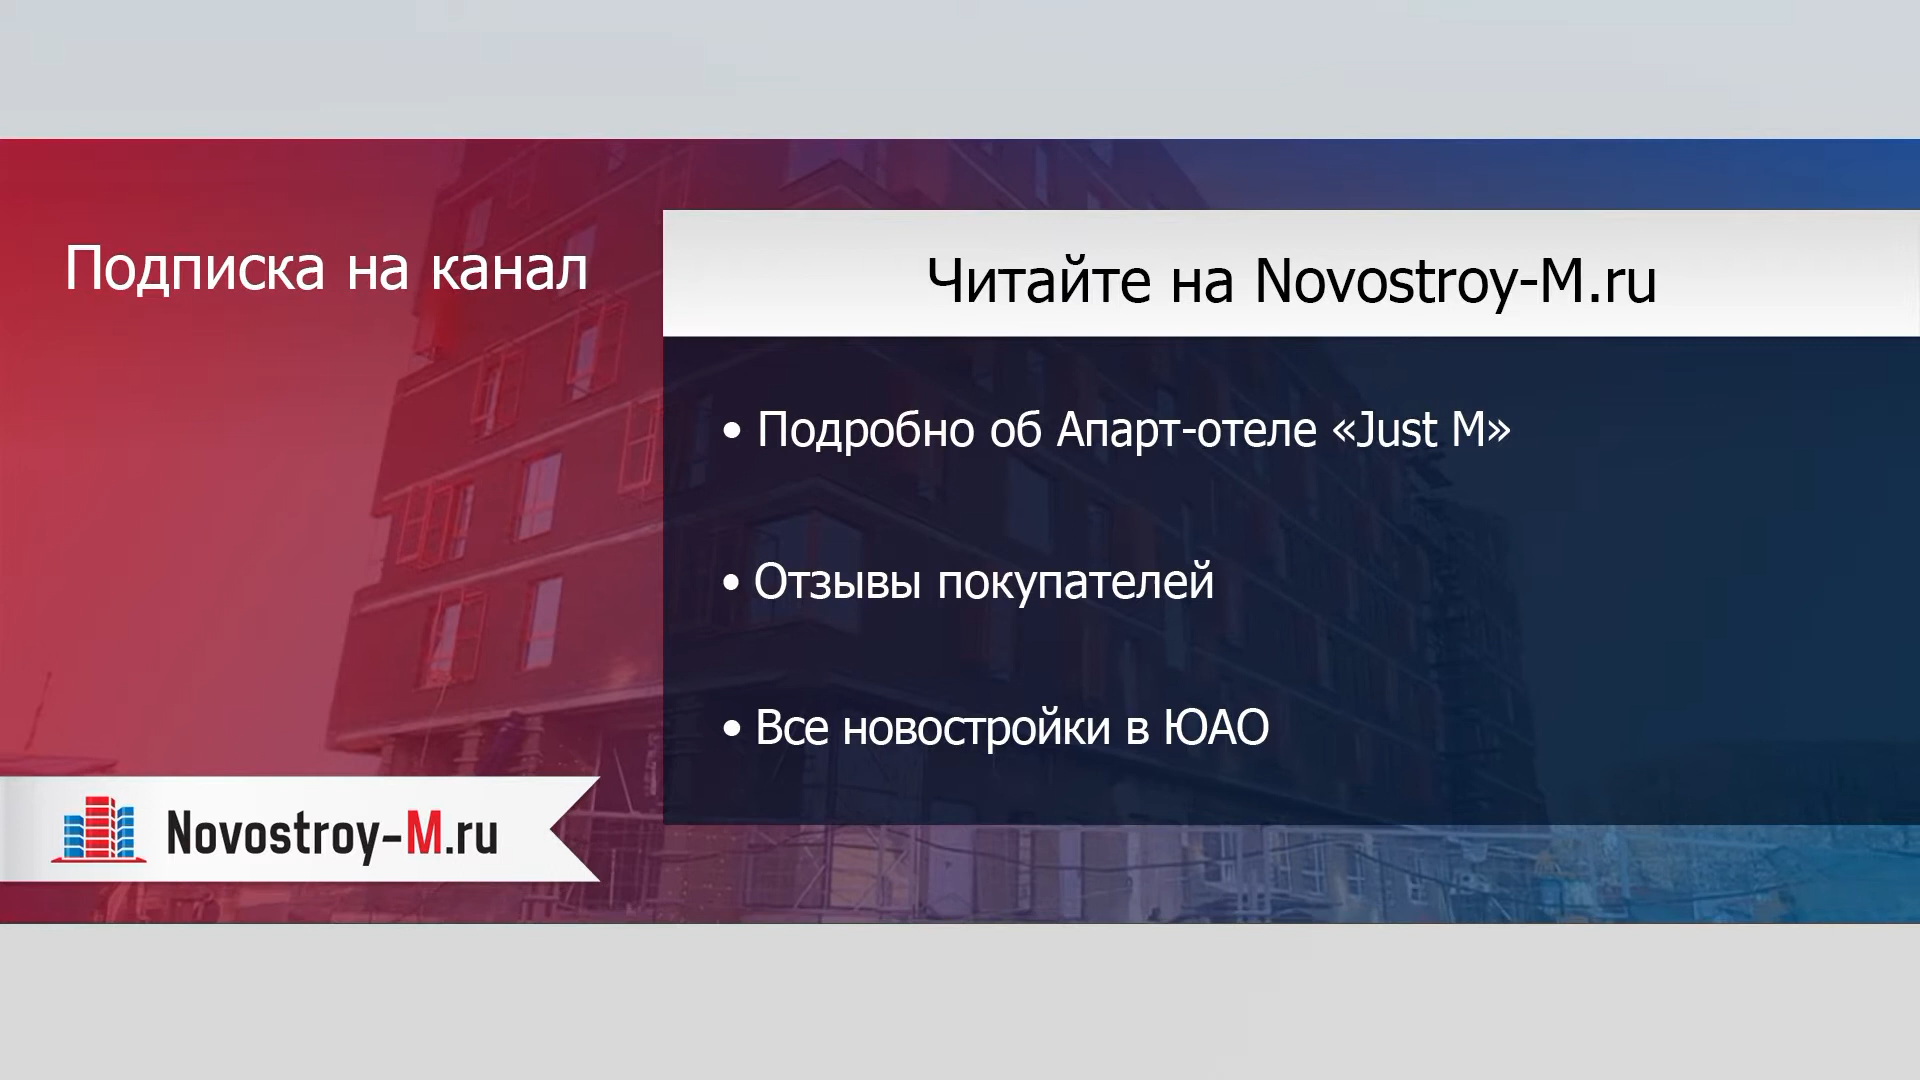 Подписка на канал
Читайте на Novostroy-M.ru
• Подробно об Апарт-отеле «Just M»
• Отзывы покупателей
• Все новостройки в ЮАО
Novostroy-M.ru